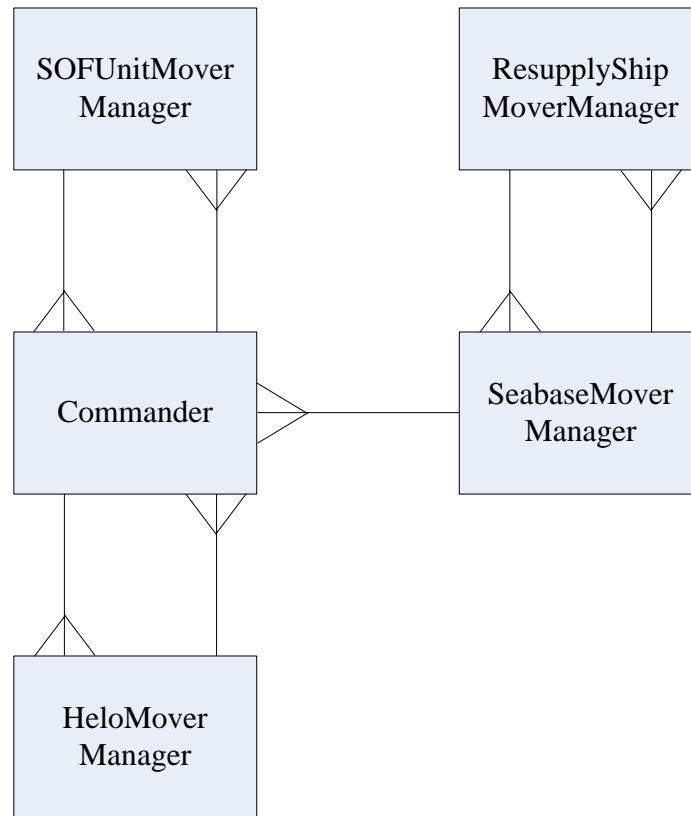 SOFUnitMover
Manager
ResupplyShip
MoverManager
Commander
SeabaseMover
Manager
HeloMover
Manager